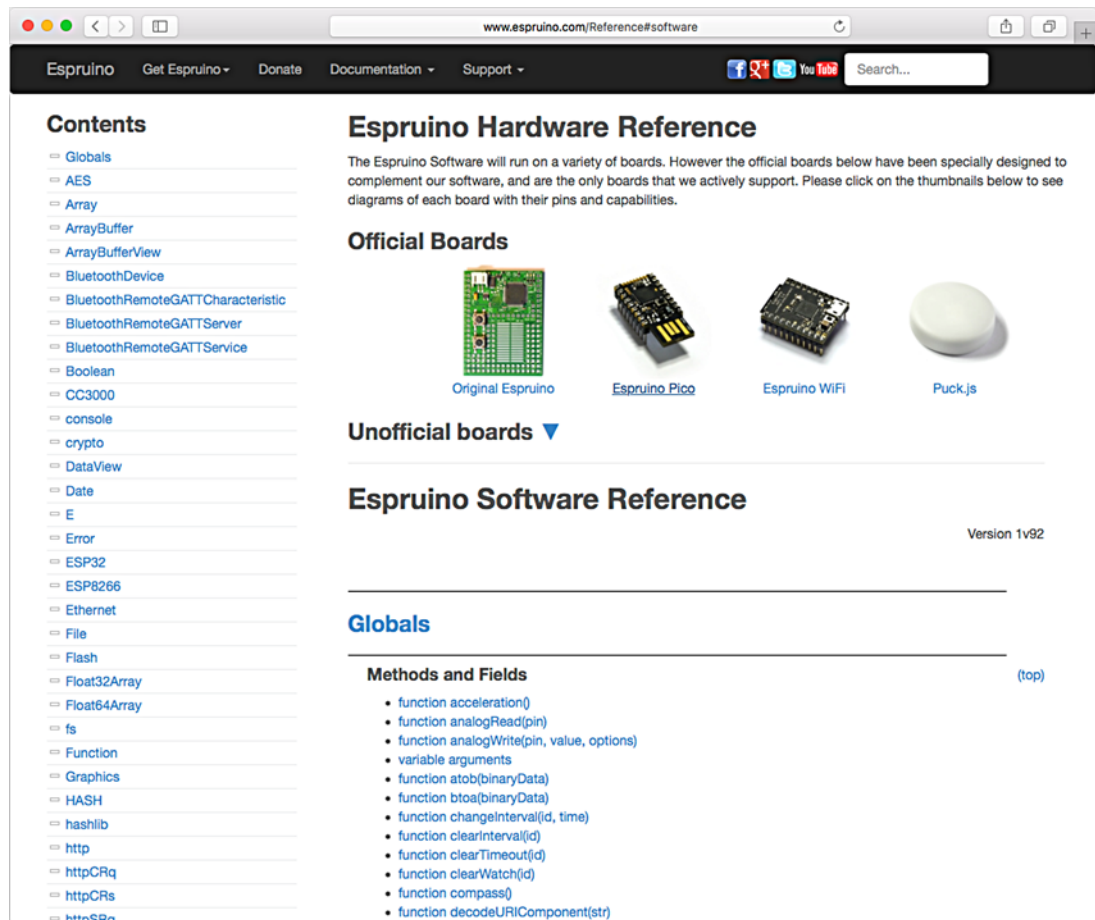 www.espruino.com/Reference#software
Espruino
Get Espruino
Donate
Documentation
Support
You Tube
Search...
Contents
Globals
AES
Array
ArrayBuffer
ArrayBufferView
BluetoothDevice
BluetoothRemoteGATTCharacteristic
BluetoothRemoteGATTServer
BluetoothRemoteGATTService
Boolean
CC3000
console
crypto
DataView
Date
E
Error
ESP32
ESP8266
Ethernet
File
Flash
Float32Array
Float64Array
fs
Function
Graphics
HASH
hashlib
http
httpCRq
httpCRs
httpSRq
Espruino Hardware Reference
The Espruino Software will run on a variety of boards. However the official boards below have been specially designed to
complement our software, and are the only boards that we actively support. Please click on the thumbnails below to see
diagrams of each board with their pins and capabilities.
Official Boards
Original Espruino
Espruino Pico
Espruino WiFi
Puck.js
Unofficial boards ▼
Espruino Software Reference
Version 1v92
Globals
Methods and Fields
(top)
function acceleration()
function analogRead(pin)
function analogWrite(pin, value, options)
variable arguments
function atob(binaryData)
function btoa(binaryData)
function changeInterval(id, time)
function clearInterval(id)
function clearTimeout(id)
function clearWatch(id)
function compass()
function decodeURIComponent(str)